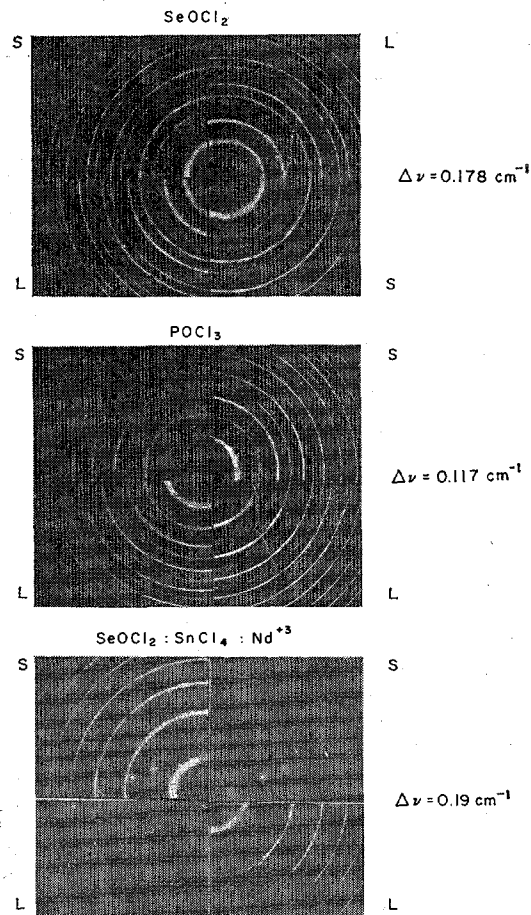 SeOCl₂
S L
Δν = 0.178 cm⁻¹
L S
POCl₃
S S
Δν = 0.117 cm⁻¹
L L
SeOCl₂ : SnCl₄ : Nd⁺³
S S
Δν = 0.19 cm⁻¹
L L